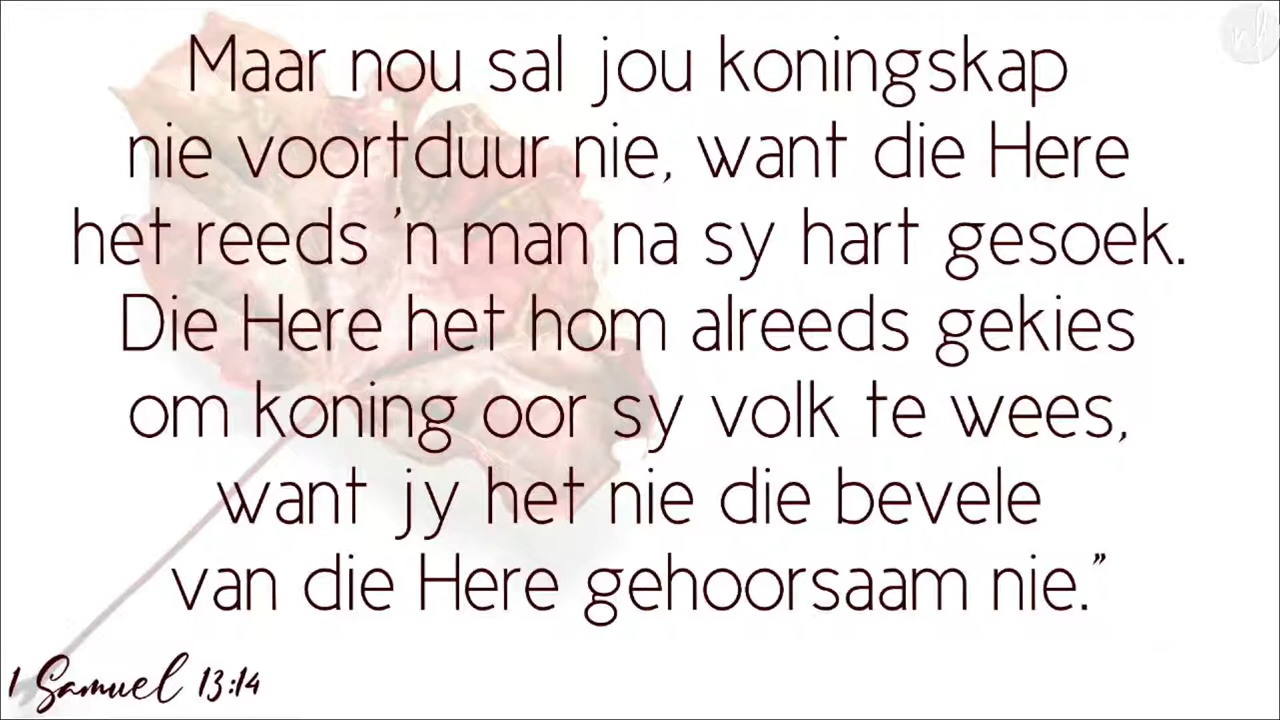 Maar nou sal jou koningskap
nie voortduur nie, want die Here
het reeds 'n man na sy hart gesoek.
Die Here het hom alreeds gekies
om koning oor sy volk te wees,
want jy het nie die bevele
van die Here gehoorsaam nie.”
1 Samuel 13:14